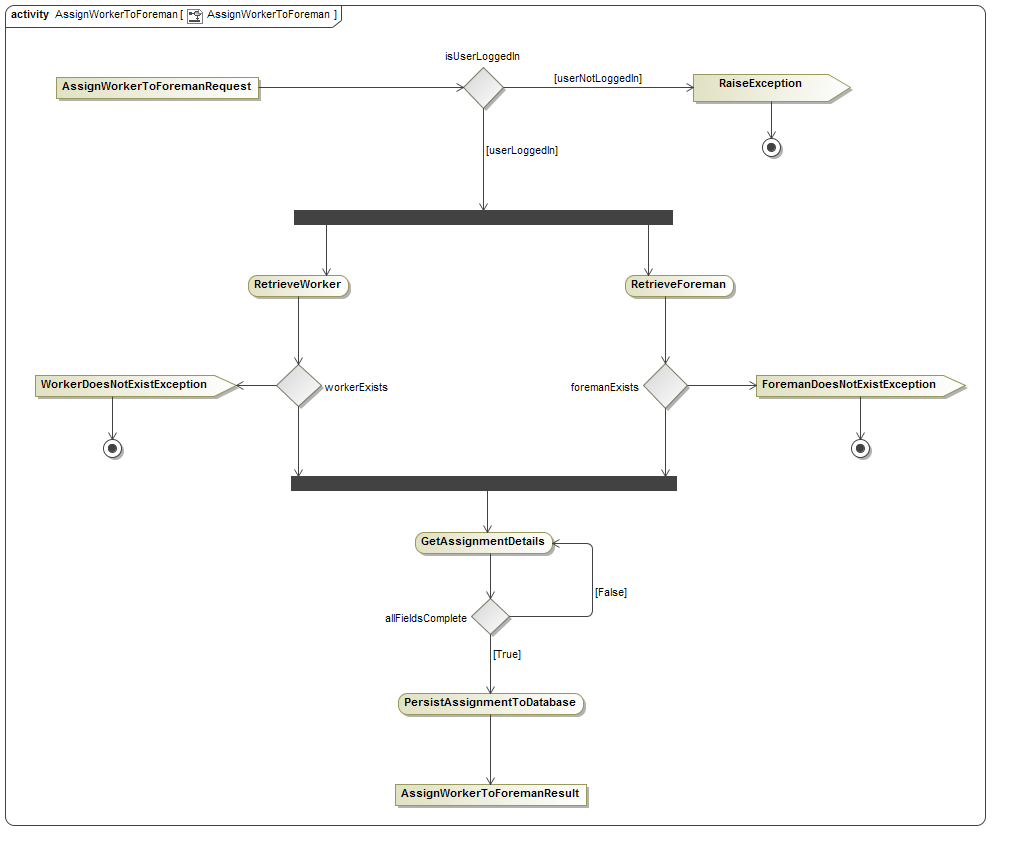 activity AssignWorkerToForeman [ AssignWorkerToForeman ]
isUserLoggedIn
AssignWorkerToForemanRequest
[userNotLoggedIn]
RaiseException
[userLoggedIn]
RetrieveWorker
RetrieveForeman
WorkerDoesNotExistException
workerExists
foremanExists
ForemanDoesNotExistException
GetAssignmentDetails
[False]
allFieldsComplete
[True]
PersistAssignmentToDatabase
AssignWorkerToForemanResult